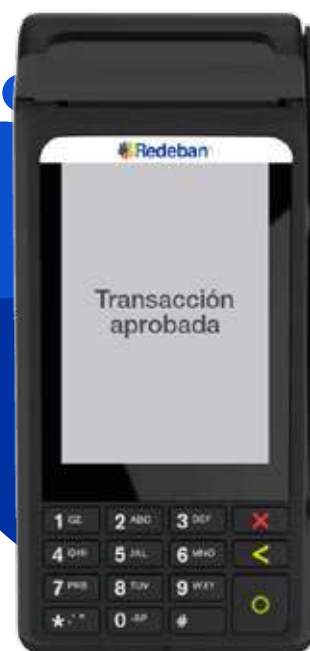 Redeban
Transacción
aprobada
1 QZ 2 ABC 3 DEF
4 GHI 5 JKL 6 MNO
7 PRS 8 TUV 9 WXY
* 0 #